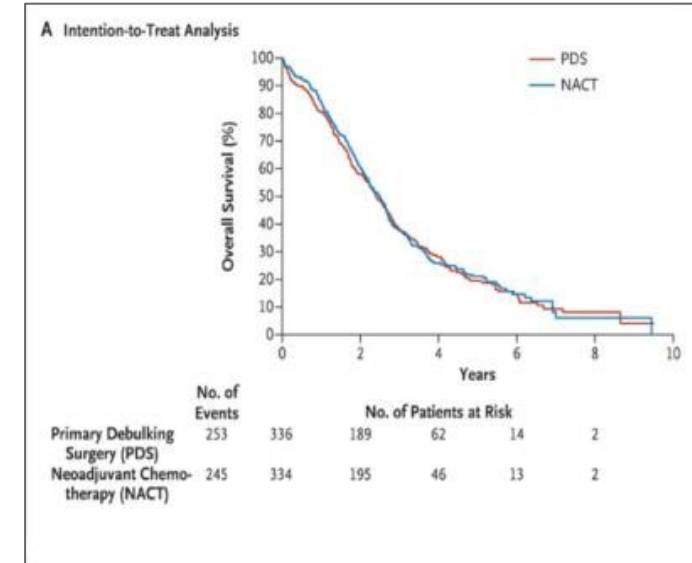 A Intention-to-Treat Analysis
PDS
NACT
Overall Survival (%)
100
90
80
70
60
50
40
30
20
10
0
0 2 4 6 8 10
Years
No. of
Events No. of Patients at Risk
Primary Debulking 253 336 189 62 14 2
Surgery (PDS)
Neoadjuvant Chemo- 245 334 195 46 13 2
therapy (NACT)